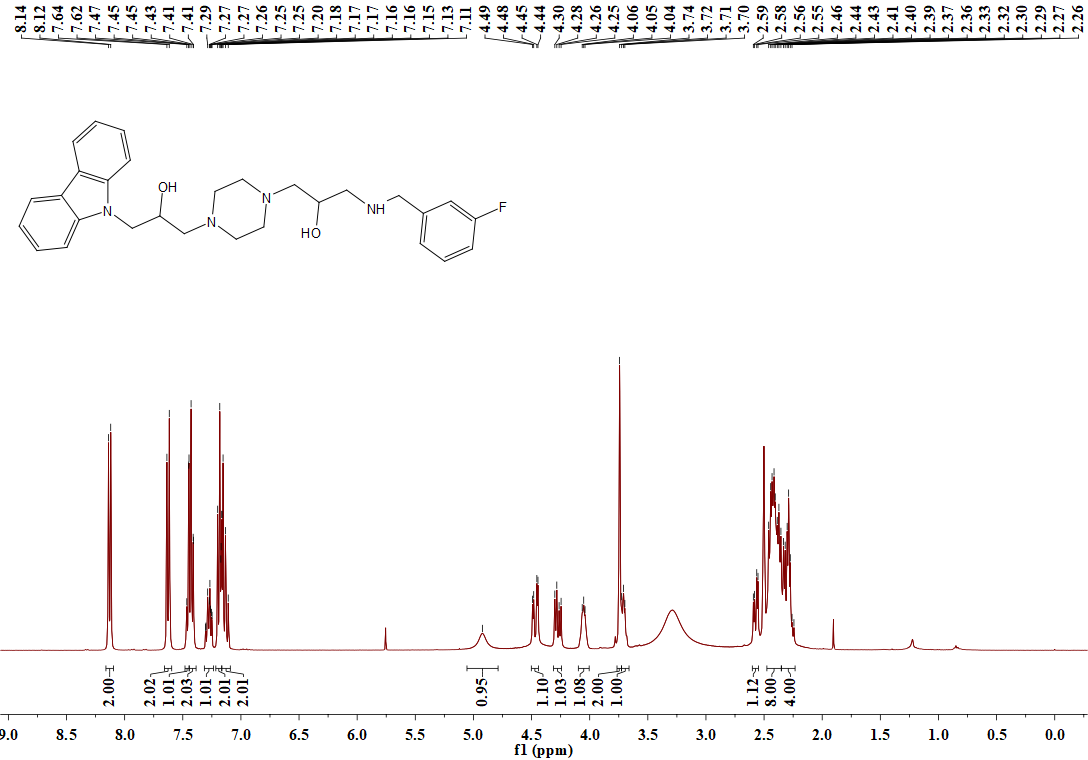 8.14 8.12 7.64 7.62 7.47 7.45 7.45 7.43 7.41 7.41 7.29 7.27 7.27 7.26 7.25 7.25 7.20 7.18 7.17 7.17 7.16 7.16 7.15 7.13 7.11 4.49 4.48 4.45 4.44 4.30 4.28 4.26 4.25 4.06 4.05 4.04 3.74 3.72 3.71 3.70 2.59 2.58 2.56 2.55 2.46 2.44 2.43 2.41 2.40 2.39 2.37 2.36 2.33 2.32 2.30 2.29 2.27 2.26
OH
N
N
N
HO
NH
F
2.00 2.02 1.01 2.03 1.01 2.01 2.01 0.95 1.10 1.03 1.08 2.00 1.00 1.12 8.00 4.00
9.0 8.5 8.0 7.5 7.0 6.5 6.0 5.5 5.0 4.5 4.0 3.5 3.0 2.5 2.0 1.5 1.0 0.5 0.0
f1 (ppm)